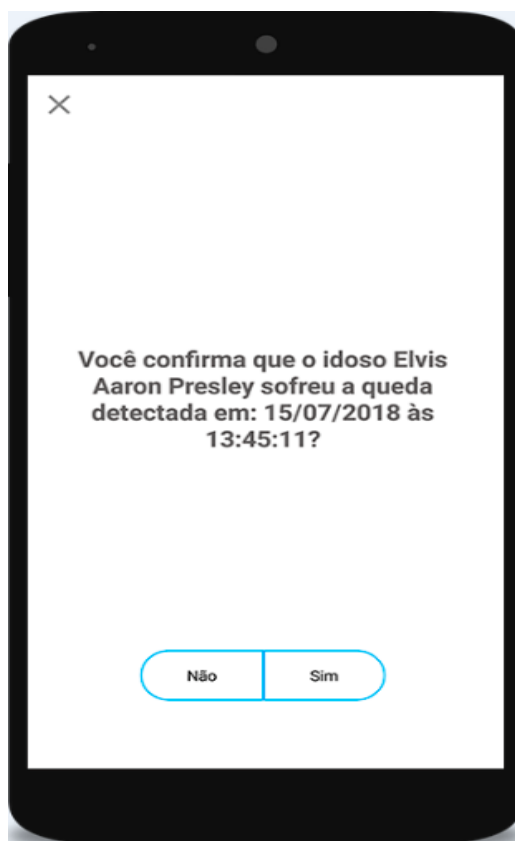 Você confirma que o idoso Elvis
Aaron Presley sofreu a queda
detectada em: 15/07/2018 às
13:45:11?
Não Sim